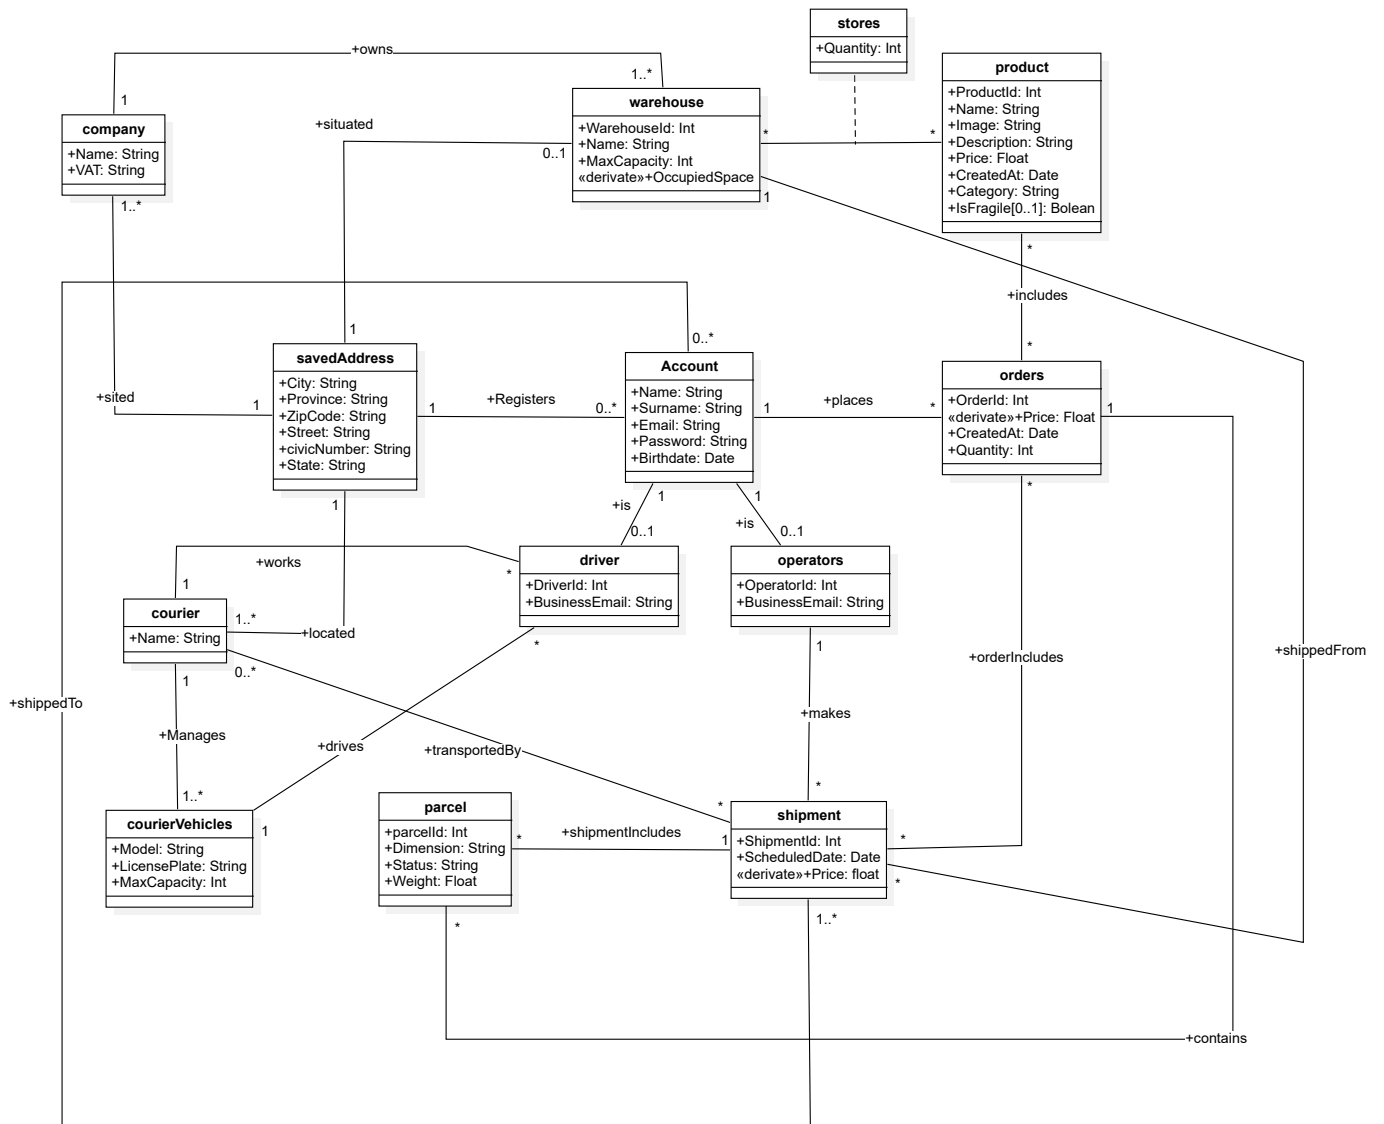 stores
+Quantity: Int
+owns
1..*
1
product
+ProductId: Int
+Name: String
+Image: String
+Description: String
+Price: Float
+CreatedAt: Date
+Category: String
+IsFragile[0..1]: Bolean
warehouse
+WarehouseId: Int
+Name: String
+MaxCapacity: Int
«derivate»+OccupiedSpace
company
+Name: String
+VAT: String
+situated
0..1
*
*
1
1..*
*
+includes
*
1
0..*
savedAddress
+City: String
+Province: String
+ZipCode: String
+Street: String
+civicNumber: String
+State: String
Account
+Name: String
+Surname: String
+Email: String
+Password: String
+Birthdate: Date
orders
+OrderId: Int
«derivate»+Price: Float
+CreatedAt: Date
+Quantity: Int
+sited
1
1
+Registers
0..*
1
+places
*
1
1
+is
1
0..1
1
+is
0..1
*
+works
*
1
driver
+DriverId: Int
+BusinessEmail: String
operators
+OperatorId: Int
+BusinessEmail: String
courier
+Name: String
1..*
+located
0..*
1
*
1
+orderIncludes
+shippedFrom
+shippedTo
+Manages
+drives
+transportedBy
+makes
1..*
1
*
*
courierVehicles
+Model: String
+LicensePlate: String
+MaxCapacity: Int
parcel
+parcelId: Int
+Dimension: String
+Status: String
+Weight: Float
*
+shipmentIncludes
1
shipment
+ShipmentId: Int
+ScheduledDate: Date
«derivate»+Price: float
*
*
*
1..*
+contains